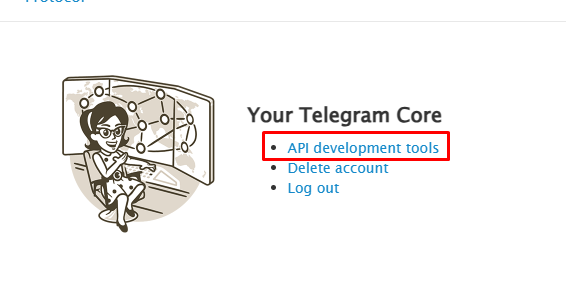 Protocol
Your Telegram Core
API development tools
Delete account
Log out